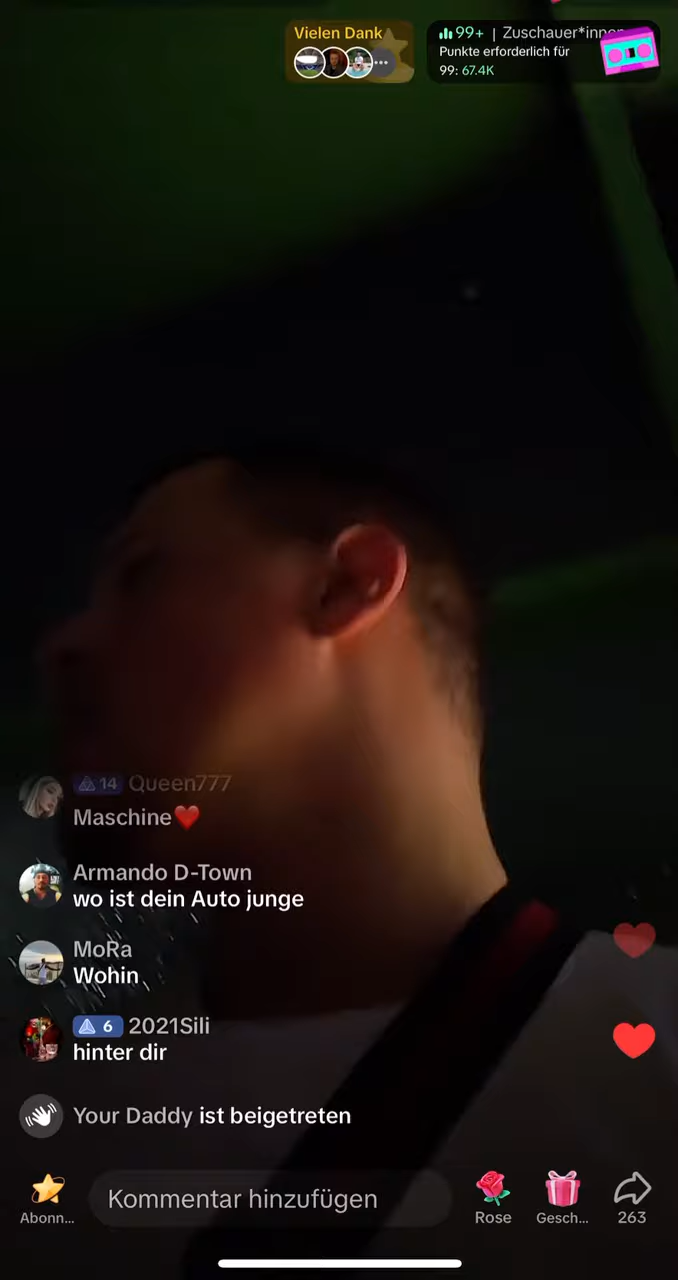 Vielen Dank
99+ | Zuschauer*innen
Punkte erforderlich für
99: 67.4K
14 Queen777
Maschine❤️
Armando D-Town
wo ist dein Auto junge
MoRa
Wohin
6 2021Sili
hinter dir
Your Daddy ist beigetreten
Abonn...
Kommentar hinzufügen
Rose
Gesch...
263